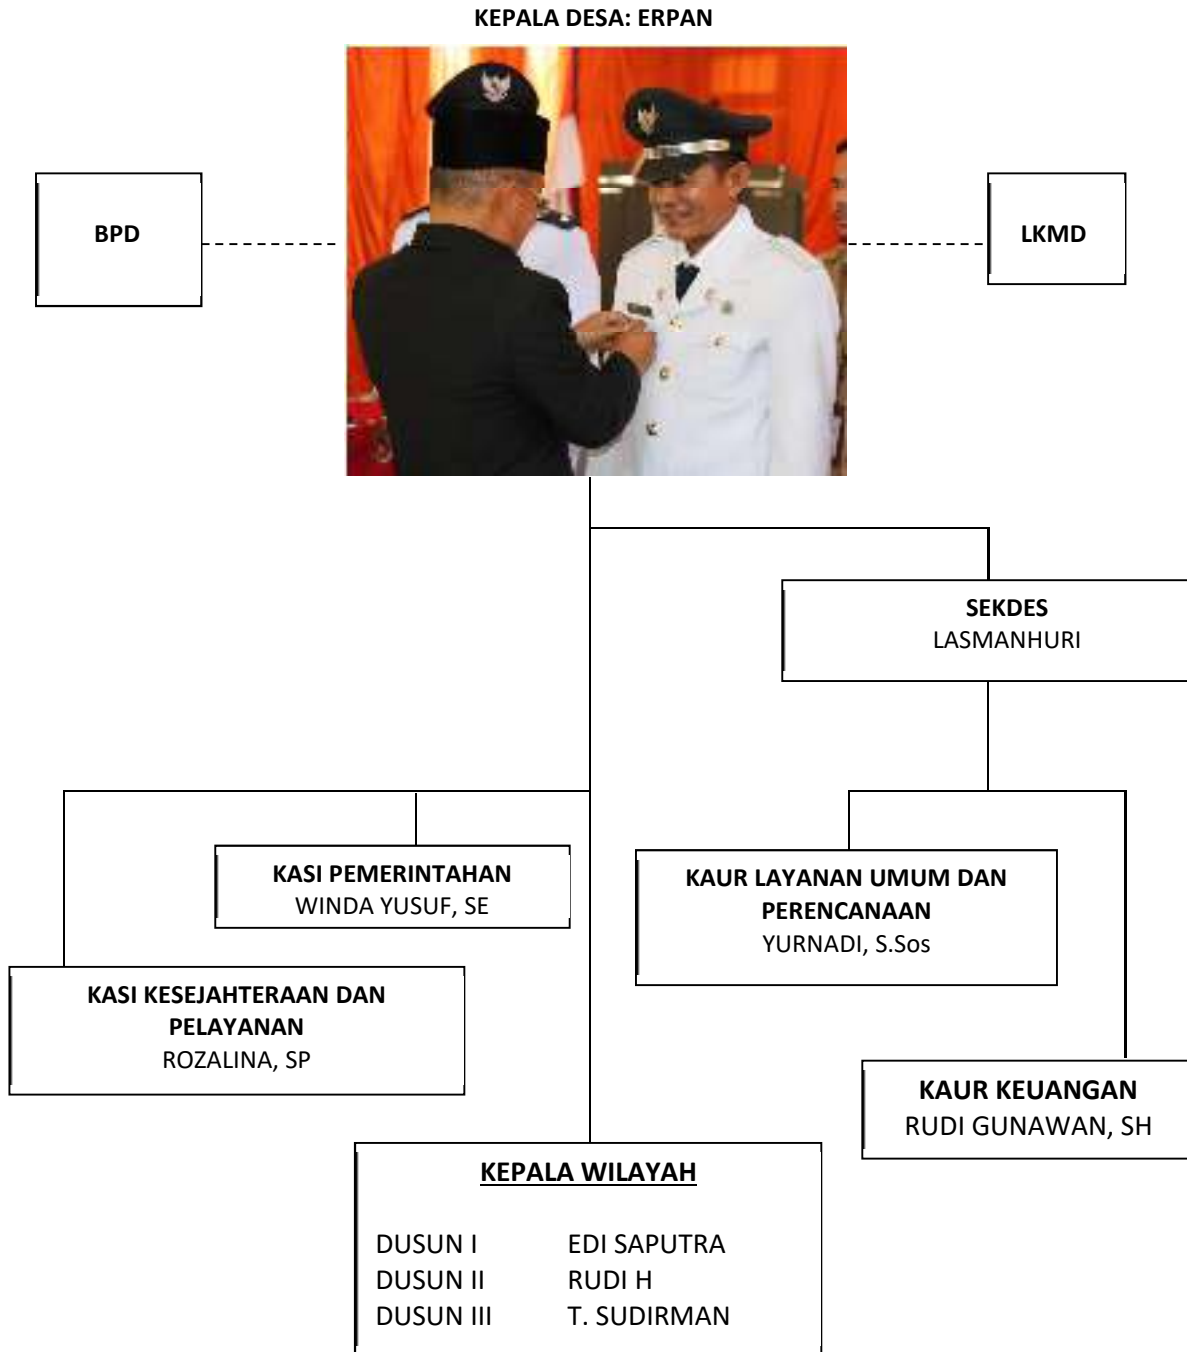 KEPALA DESA: ERPAN
BPD
LKMD
SEKDES
LASMANHURI
KASI PEMERINTAHAN
WINDA YUSUF, SE
KAUR LAYANAN UMUM DAN
PERENCANAAN
YURNADI, S.Sos
KASI KESEJAHTERAAN DAN
PELAYANAN
ROZALINA, SP
KAUR KEUANGAN
RUDI GUNAWAN, SH
KEPALA WILAYAH
DUSUN I EDI SAPUTRA
DUSUN II RUDI H
DUSUN III T. SUDIRMAN